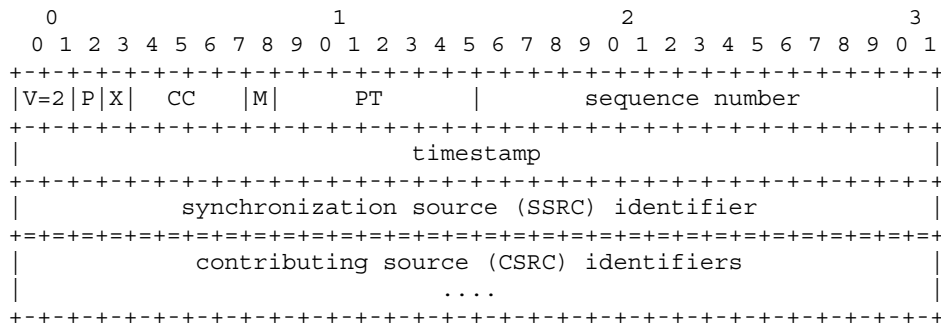 0                   1                   2                   3
 0 1 2 3 4 5 6 7 8 9 0 1 2 3 4 5 6 7 8 9 0 1 2 3 4 5 6 7 8 9 0 1
+-+-+-+-+-+-+-+-+-+-+-+-+-+-+-+-+-+-+-+-+-+-+-+-+-+-+-+-+-+-+-+-+
|V=2|P|X|  CC   |M|     PT      |       sequence number         |
+-+-+-+-+-+-+-+-+-+-+-+-+-+-+-+-+-+-+-+-+-+-+-+-+-+-+-+-+-+-+-+-+
|                           timestamp                           |
+-+-+-+-+-+-+-+-+-+-+-+-+-+-+-+-+-+-+-+-+-+-+-+-+-+-+-+-+-+-+-+-+
|           synchronization source (SSRC) identifier            |
+=+=+=+=+=+=+=+=+=+=+=+=+=+=+=+=+=+=+=+=+=+=+=+=+=+=+=+=+=+=+=+=+
|            contributing source (CSRC) identifiers             |
|                             ....                              |
+-+-+-+-+-+-+-+-+-+-+-+-+-+-+-+-+-+-+-+-+-+-+-+-+-+-+-+-+-+-+-+-+